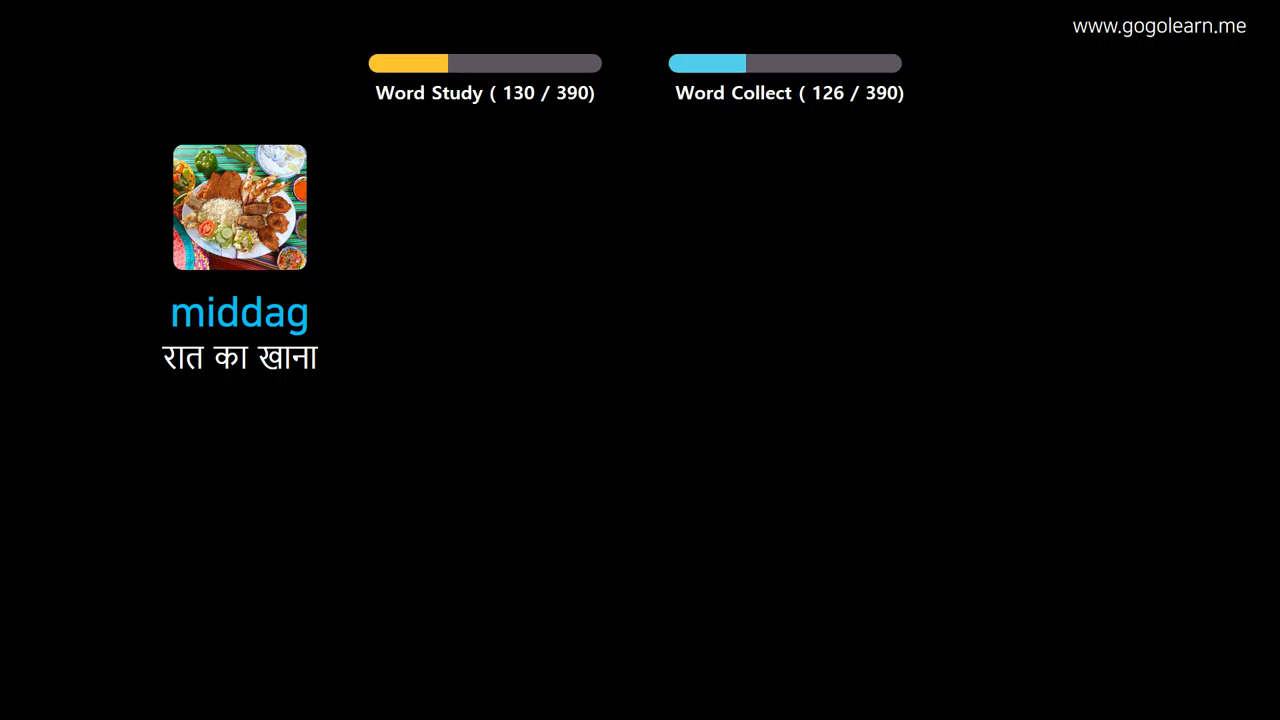 www.gogolearn.me
Word Study ( 130 / 390)
Word Collect ( 126 / 390)
middag
रात का खाना